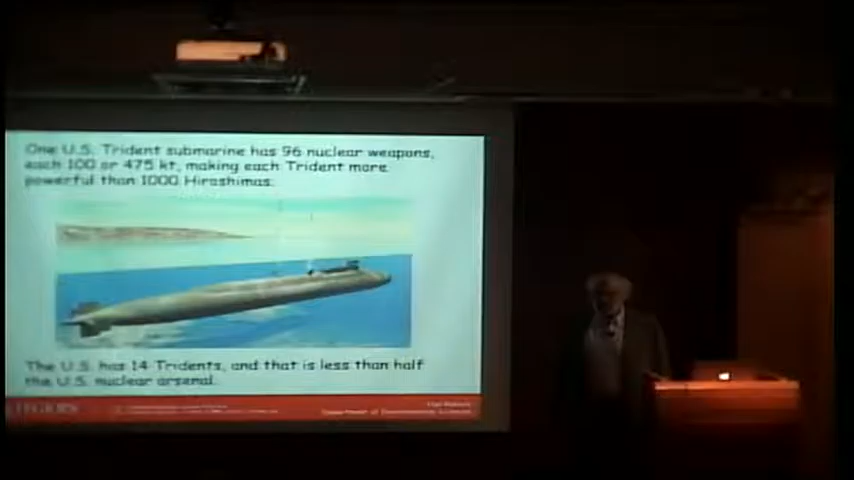 One U.S. Trident submarine has 96 nuclear weapons,
each 100 or 475 kt, making each Trident more
powerful than 1000 Hiroshimas.
The U.S. has 14 Tridents, and that is less than half
the U.S. nuclear arsenal.
Department of Environmental Sciences